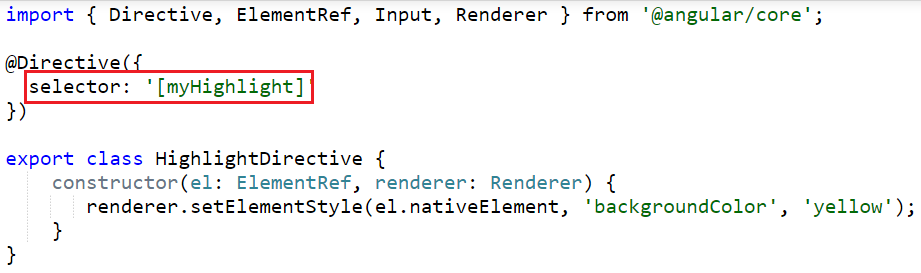 import { Directive, ElementRef, Input, Renderer } from '@angular/core';
@Directive({
selector: '[myHighlight]'
})
export class HighlightDirective {
constructor(el: ElementRef, renderer: Renderer) {
renderer.setElementStyle(el.nativeElement, 'backgroundColor', 'yellow');
}
}